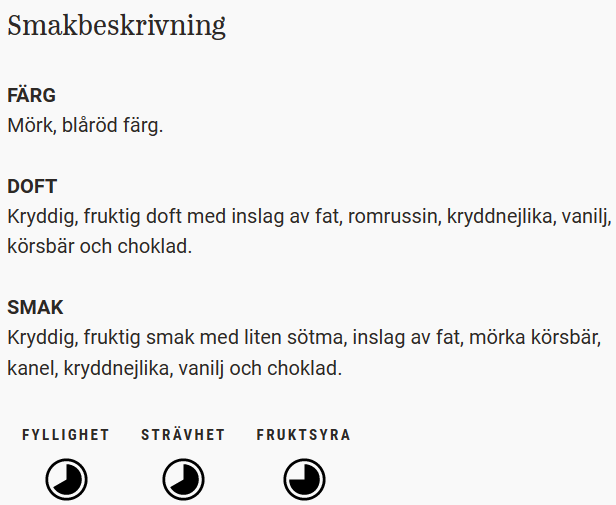 Smakbeskrivning
FÄRG
Mörk, blåröd färg.
DOFT
Kryddig, fruktig doft med inslag av fat, romrussin, kryddnejlika, vanilj,
körsbär och choklad.
SMAK
Kryddig, fruktig smak med liten sötma, inslag av fat, mörka körsbär,
kanel, kryddnejlika, vanilj och choklad.
FYLLIGHET STRÄVHET FRUKTSYRA